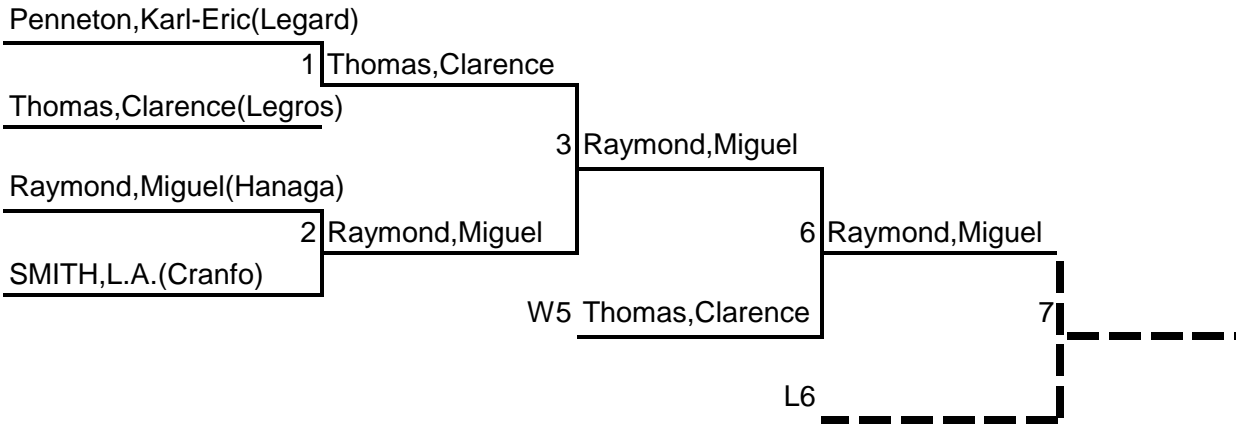 Penneton,Karl-Eric(Legard)
1 Thomas,Clarence
Thomas,Clarence(Legros)
3 Raymond,Miguel
Raymond,Miguel(Hanaga)
2 Raymond,Miguel
6 Raymond,Miguel
SMITH,L.A.(Cranfo)
W5 Thomas,Clarence
7
L6